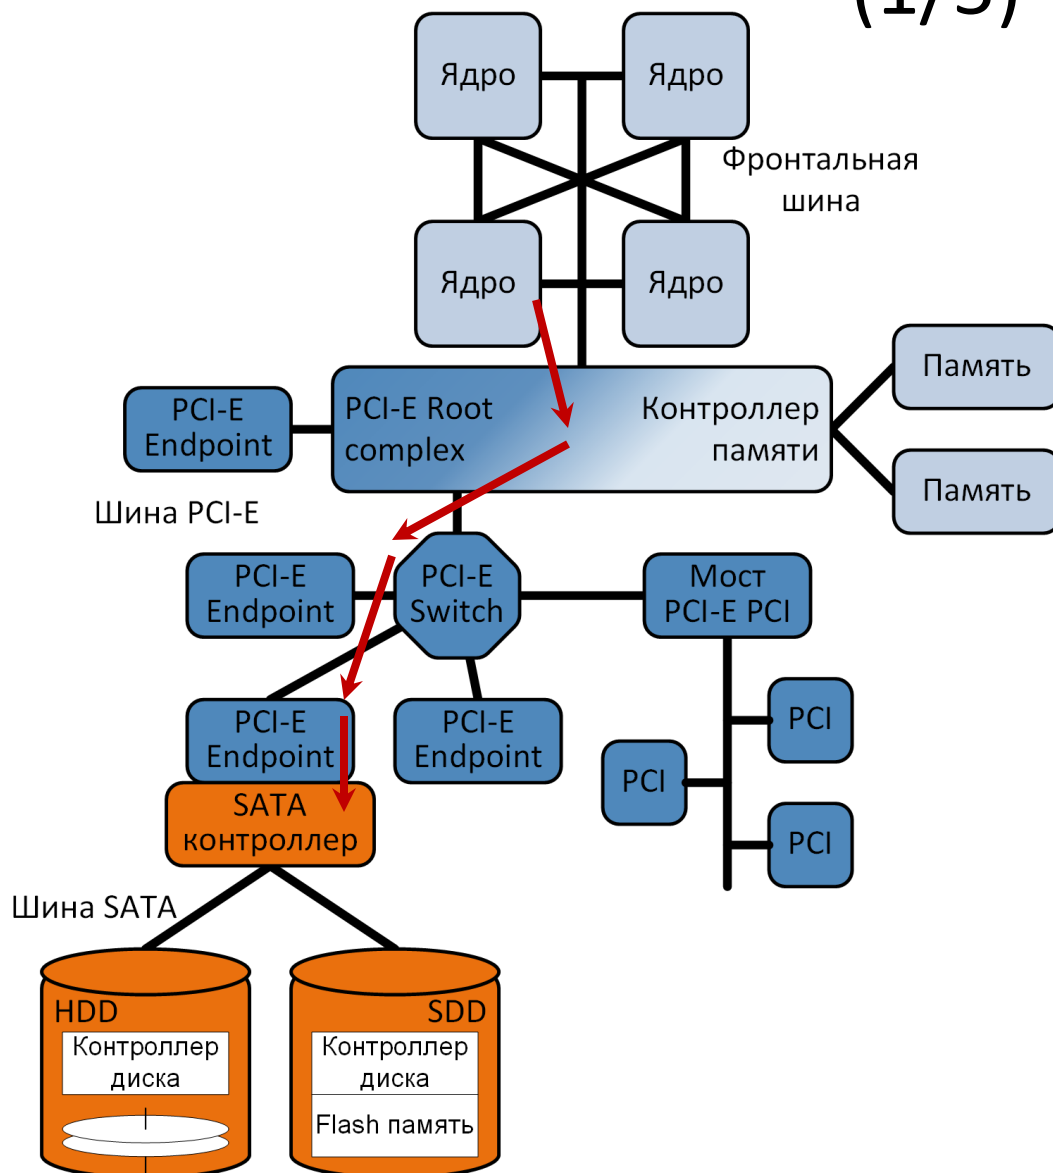 (1/3)
Ядро
Ядро
Фронтальная
шина
Ядро
Ядро
Память
PCI-E
Endpoint
PCI-E Root
complex
Контроллер
памяти
Память
Шина PCI-E
PCI-E
Endpoint
PCI-E
Switch
Мост
PCI-E PCI
PCI-E
Endpoint
PCI-E
Endpoint
PCI
PCI
PCI
SATA
контроллер
Шина SATA
HDD
Контроллер
диска
SDD
Контроллер
диска
Flash память